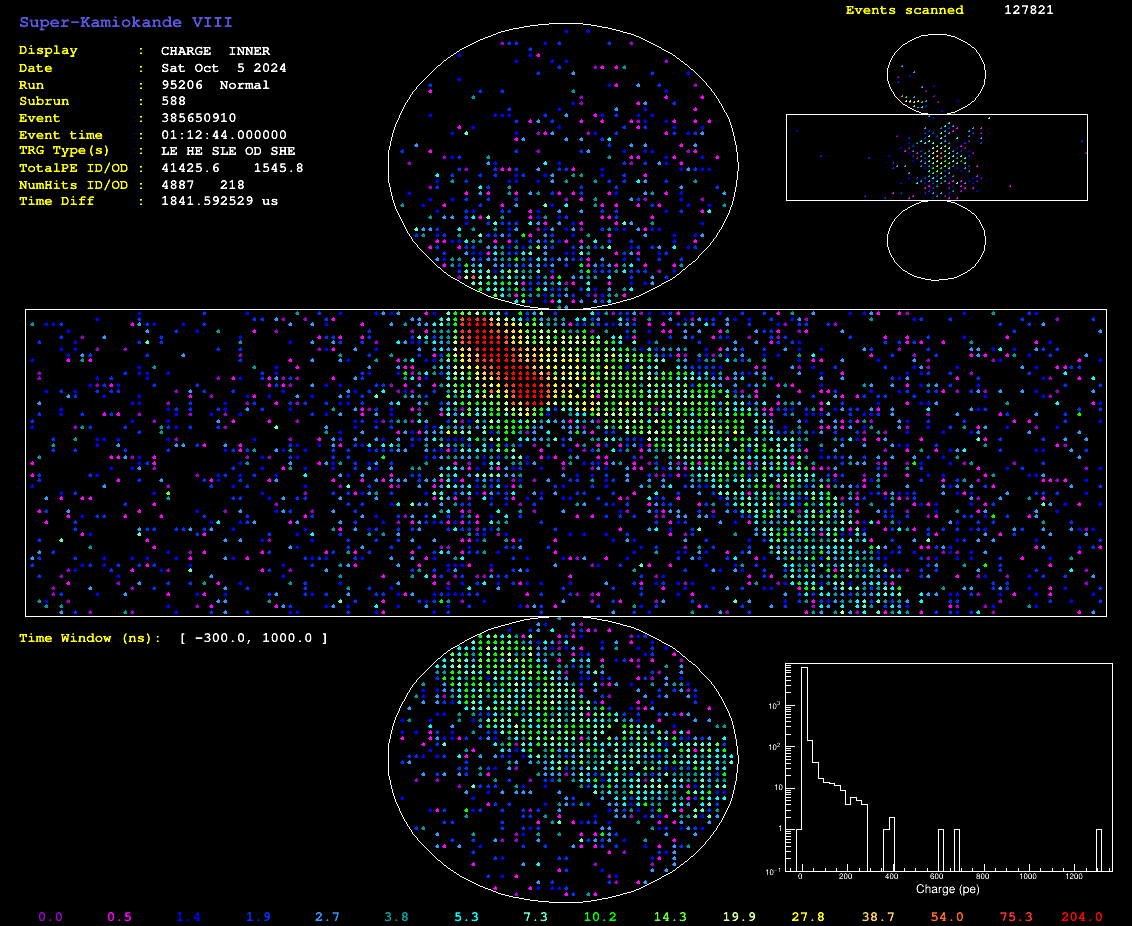 Super-Kamiokande VIII
Events scanned 127821
Display : CHARGE INNER
Date : Sat Oct 5 2024
Run : 95206 Normal
Subrun : 588
Event : 385650910
Event time : 01:12:44.000000
TRG Type(s) : LE HE SLE OD SHE
TotalPE ID/OD : 41425.6 1545.8
NumHits ID/OD : 4887 218
Time Diff : 1841.592529 us
Time Window (ns): [ -300.0, 1000.0 ]
10³
10²
10
1
10⁻¹
0 200 400 600 800 1000 1200
Charge (pe)
0.0 0.5 1.4 1.9 2.7 3.8 5.3 7.3 10.2 14.3 19.9 27.8 38.7 54.0 75.3 204.0